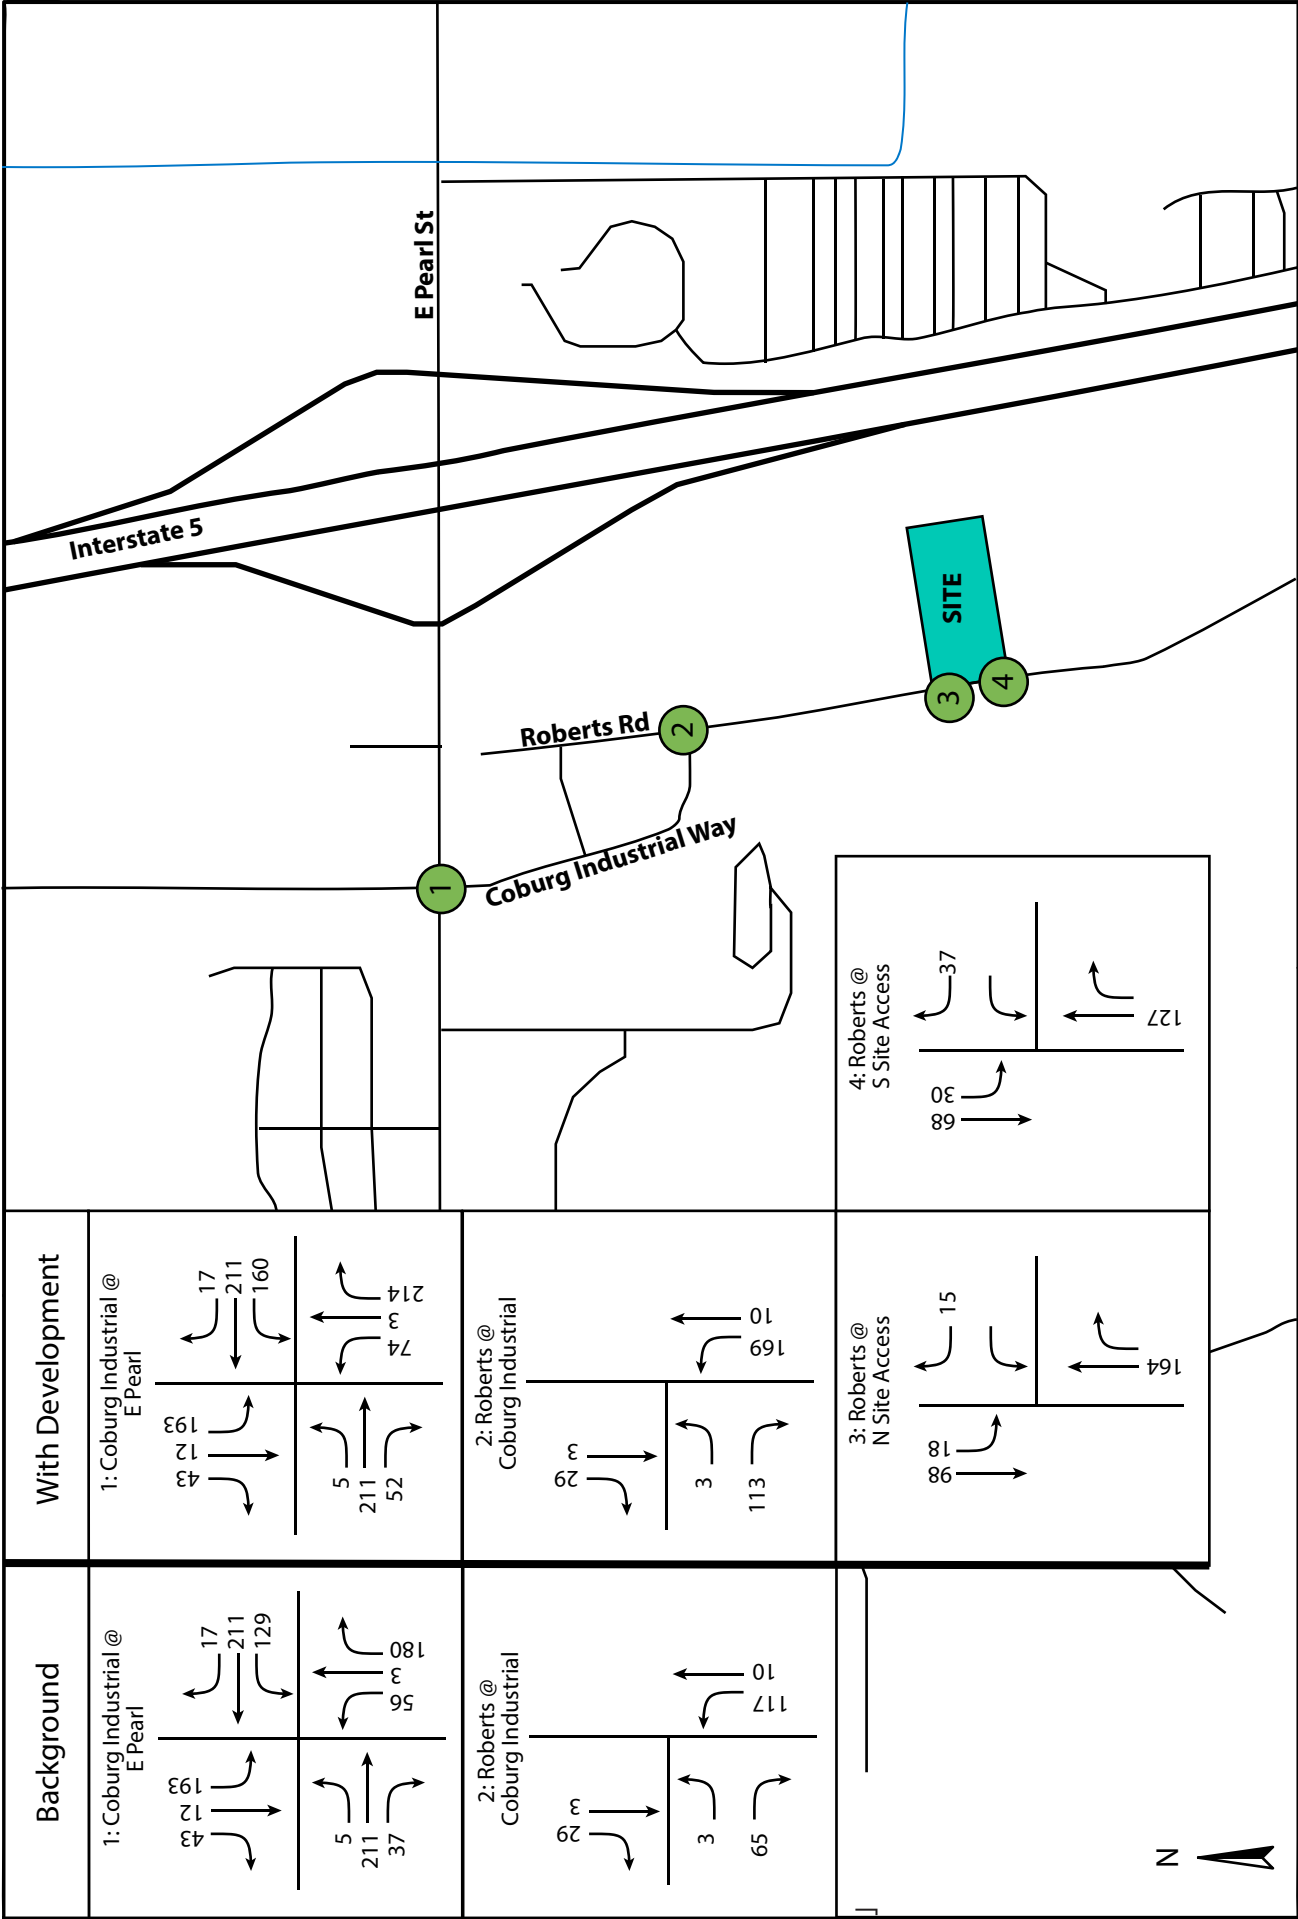 Background
With Development
1: Coburg Industrial @
E Pearl
43
12
193
17
211
129
5
211
37
56
3
180
1: Coburg Industrial @
E Pearl
43
12
193
17
211
160
5
211
52
74
3
214
2: Roberts @
Coburg Industrial
29
3
3
65
117
10
2: Roberts @
Coburg Industrial
29
3
3
113
169
10
3: Roberts @
N Site Access
98
18
15
164
4: Roberts @
S Site Access
68
30
37
127
Interstate 5
E Pearl St
Roberts Rd
Coburg Industrial Way
SITE
1
2
3
4
N